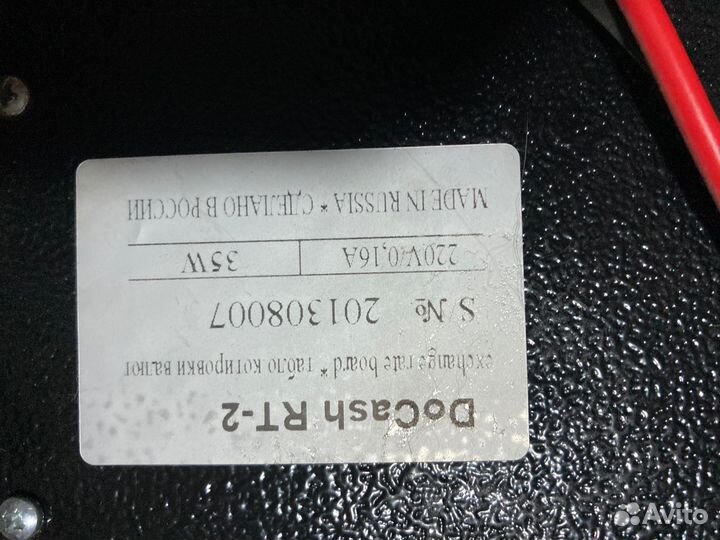 DoCash RT-2
exchange rate board * табло котировки валют
S/№ 201308007
220V/0,16A 35W
MADE IN RUSSIA * СДЕЛАНО В РОССИИ
Avito